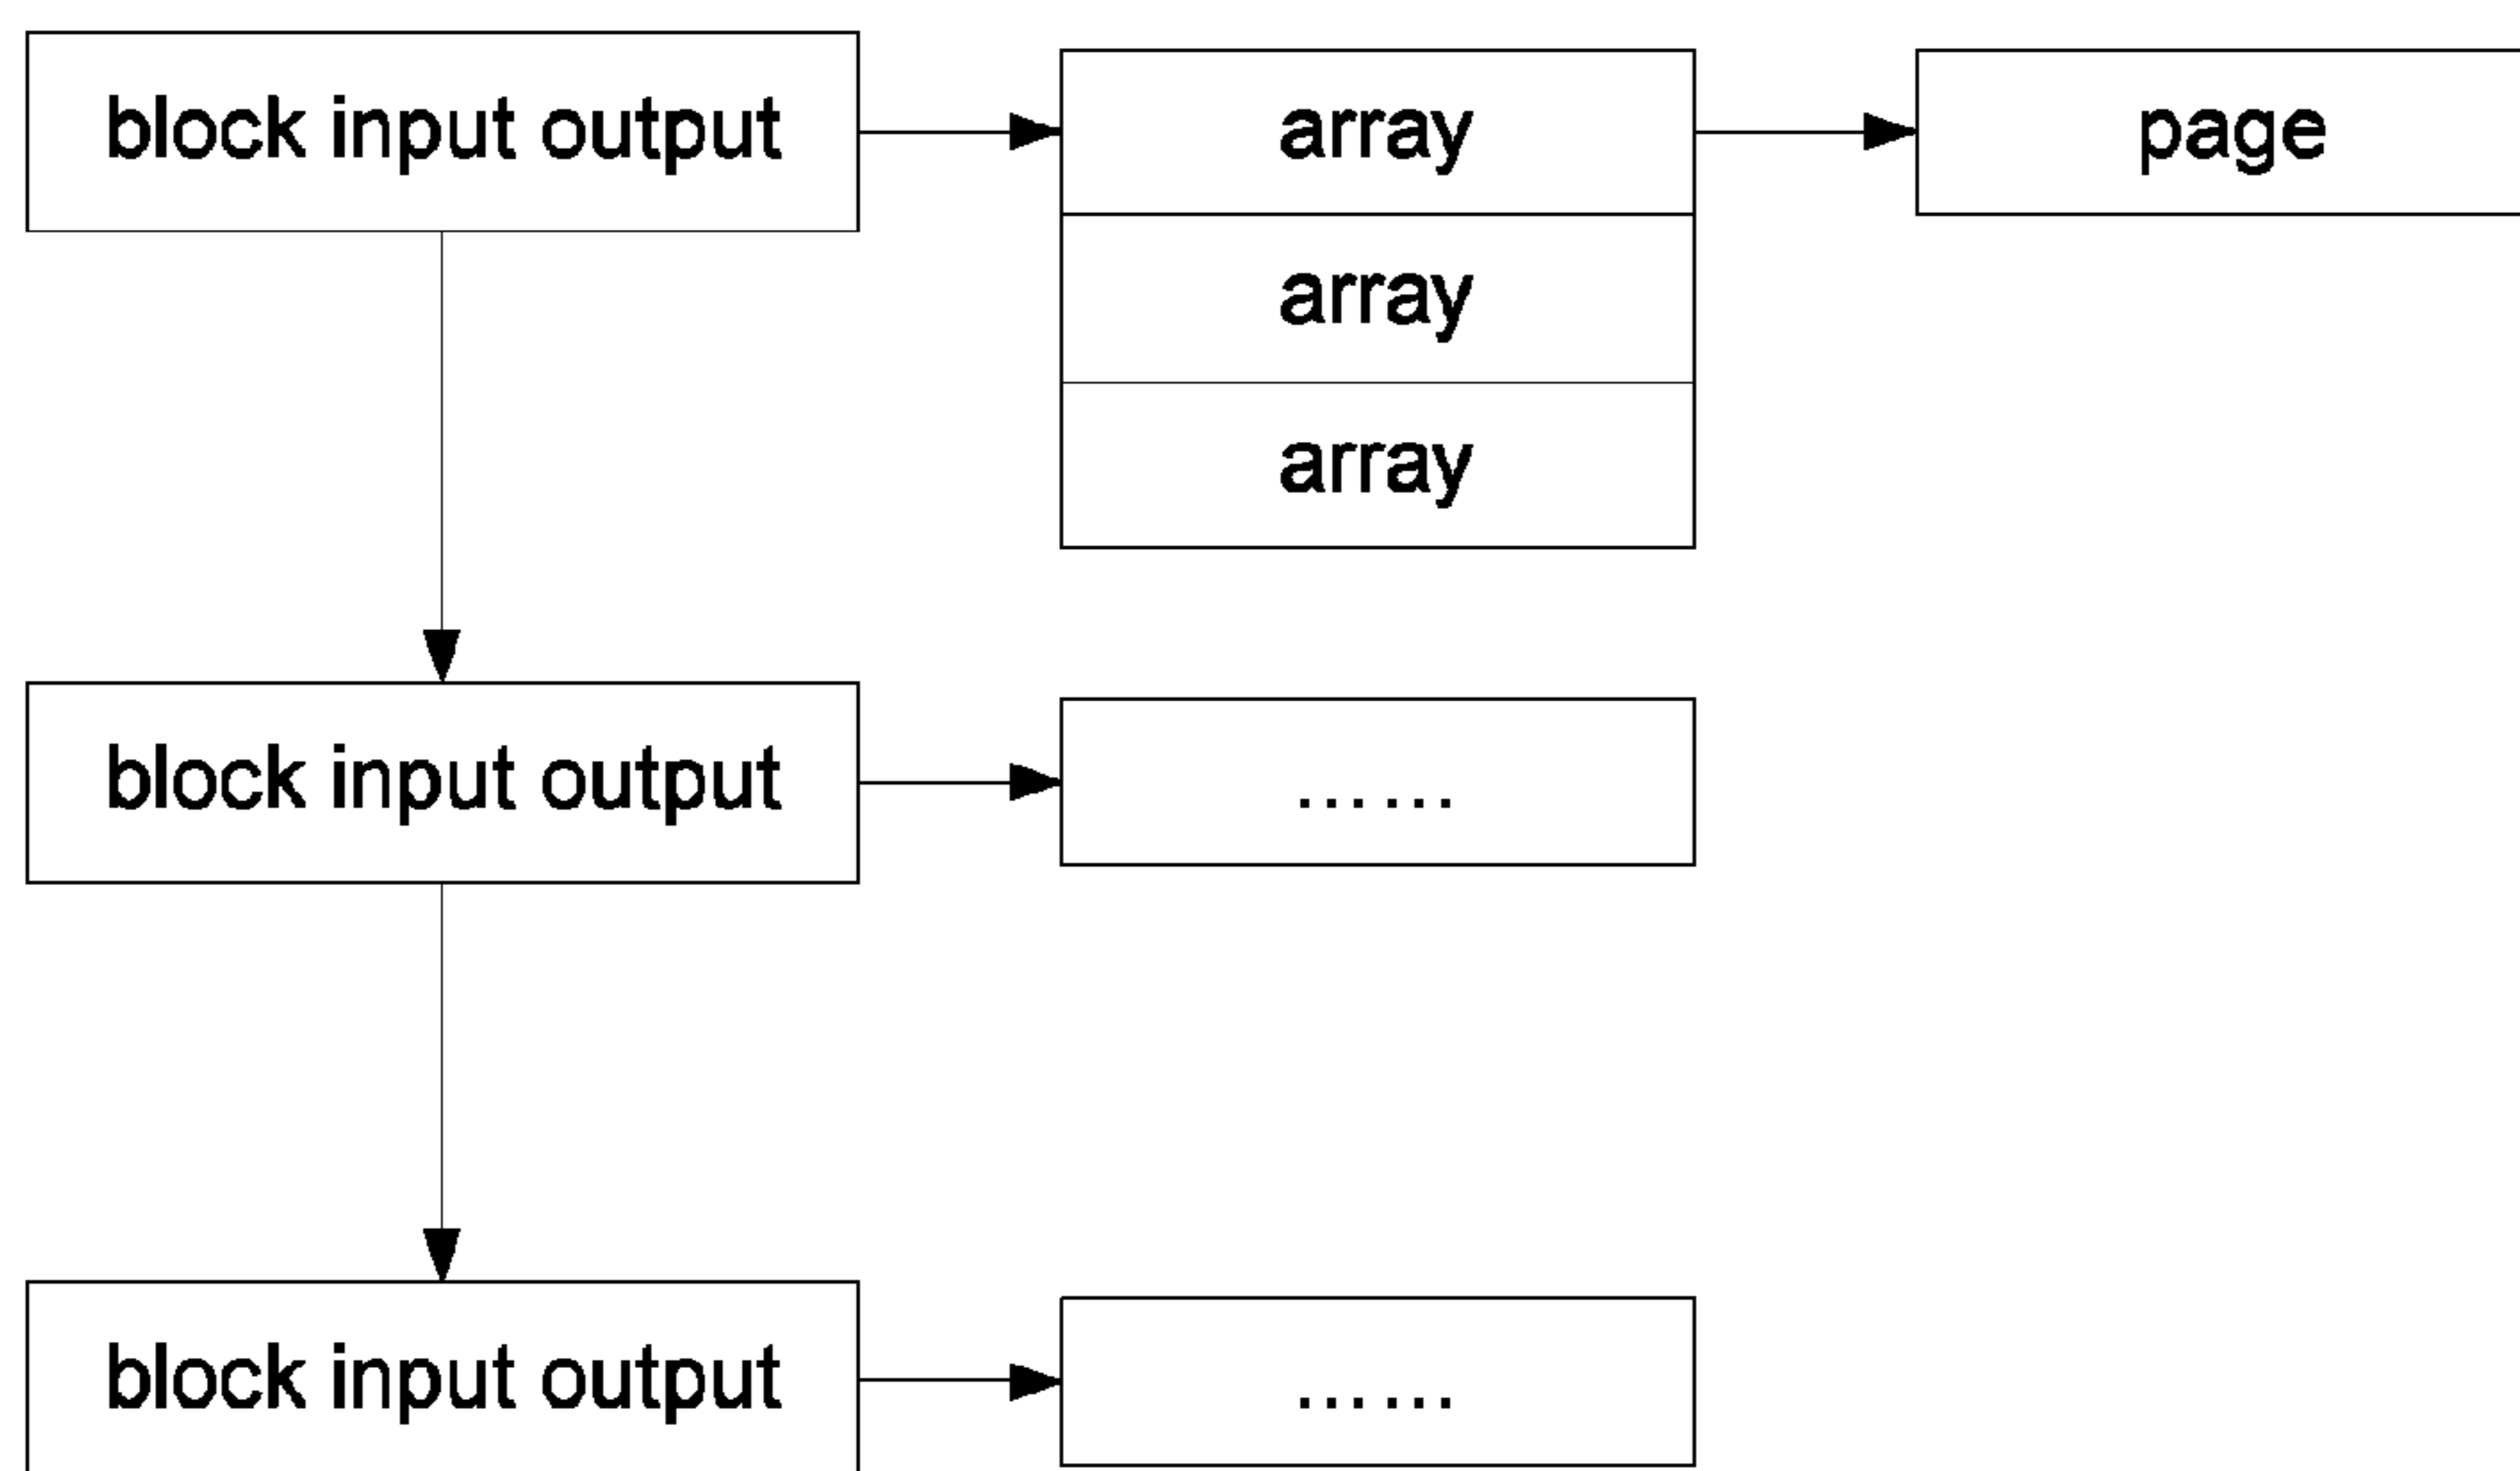 block input output
array
page
array
array
block input output
... ...
block input output
... ...